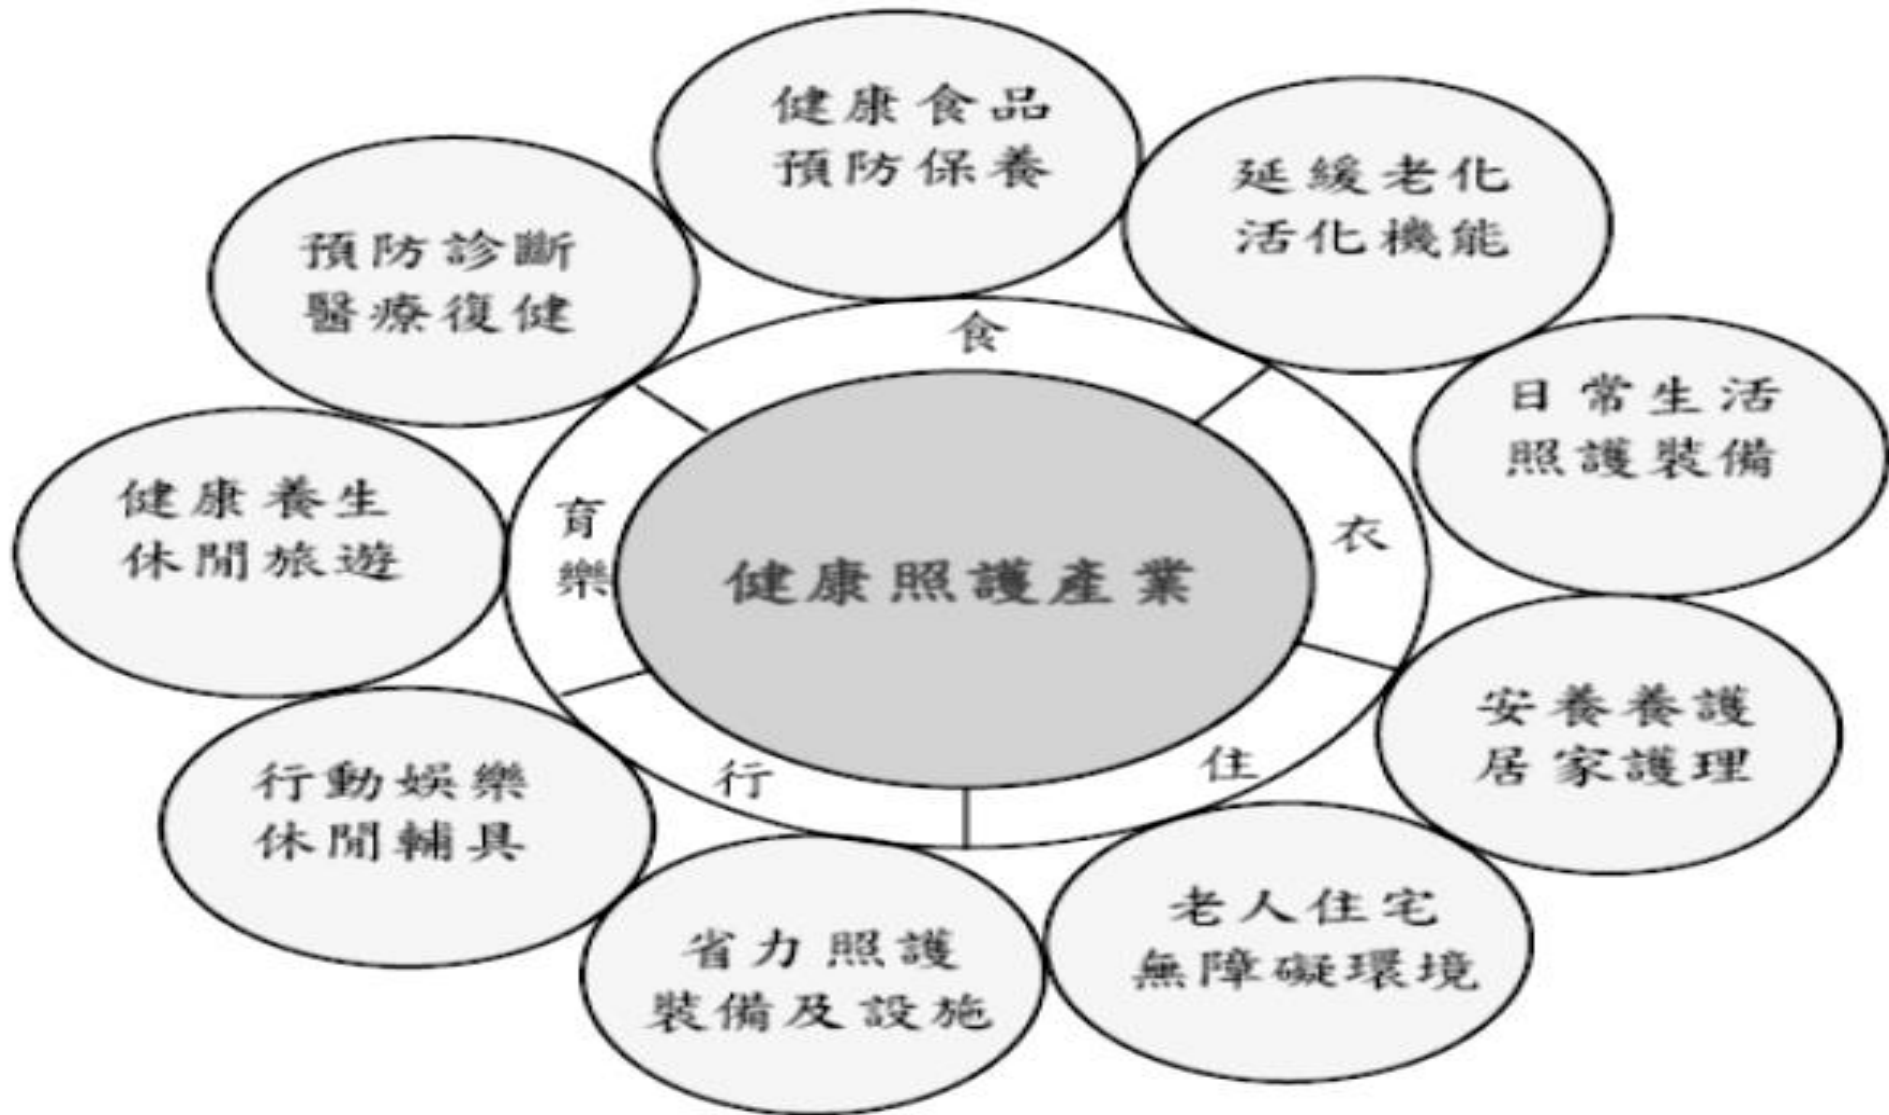 健康食品
預防保養
延緩老化
活化機能
預防診斷
醫療復健
日常生活
照護裝備
食
健康養生
休閒旅遊
育
樂
衣
健康照護產業
安養養護
居家護理
行
住
行動娛樂
休閒輔具
老人住宅
無障礙環境
省力照護
裝備及設施